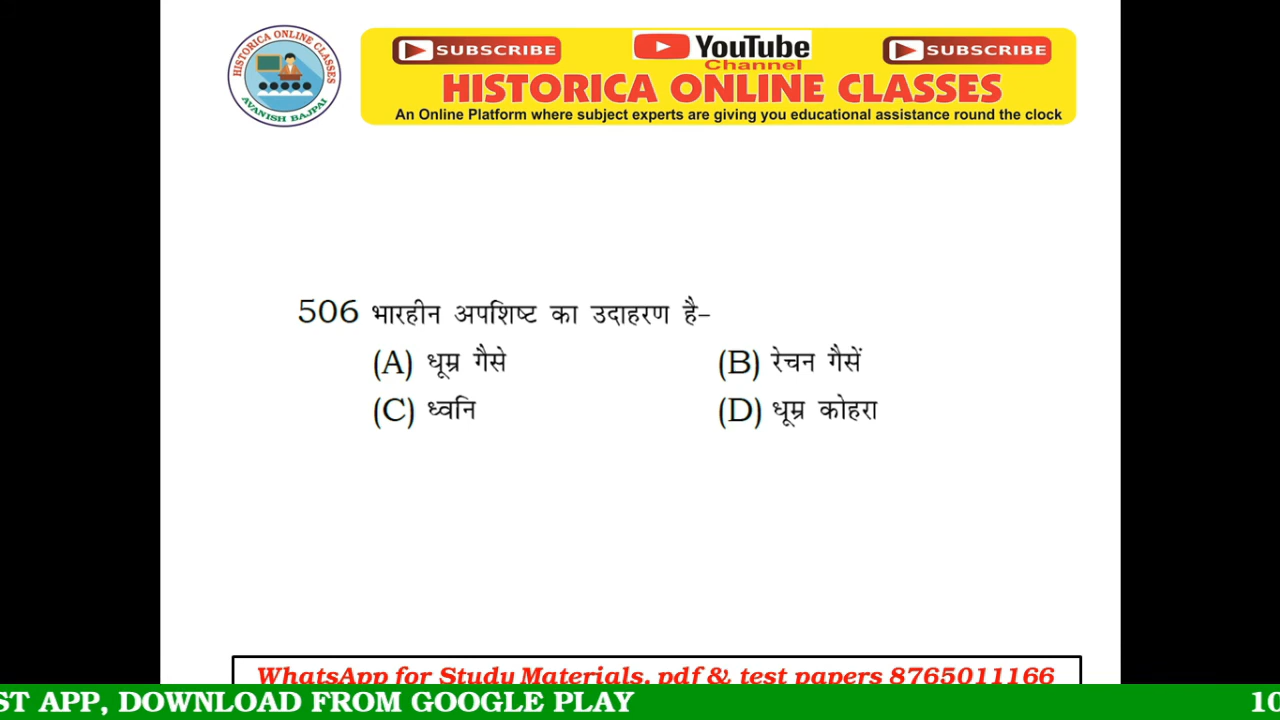 HISTORICA ONLINE CLASSES
AVANISH BAJPAI
SUBSCRIBE YouTube SUBSCRIBE
Channel
HISTORICA ONLINE CLASSES
An Online Platform where subject experts are giving you educational assistance round the clock
506 भारहीन अपशिष्ट का उदाहरण है–
(A) धूम्र गैसे (B) रेचन गैसें
(C) ध्वनि (D) धूम्र कोहरा
WhatsApp for Study Materials, pdf & test papers 8765011166
ST APP, DOWNLOAD FROM GOOGLE PLAY 10